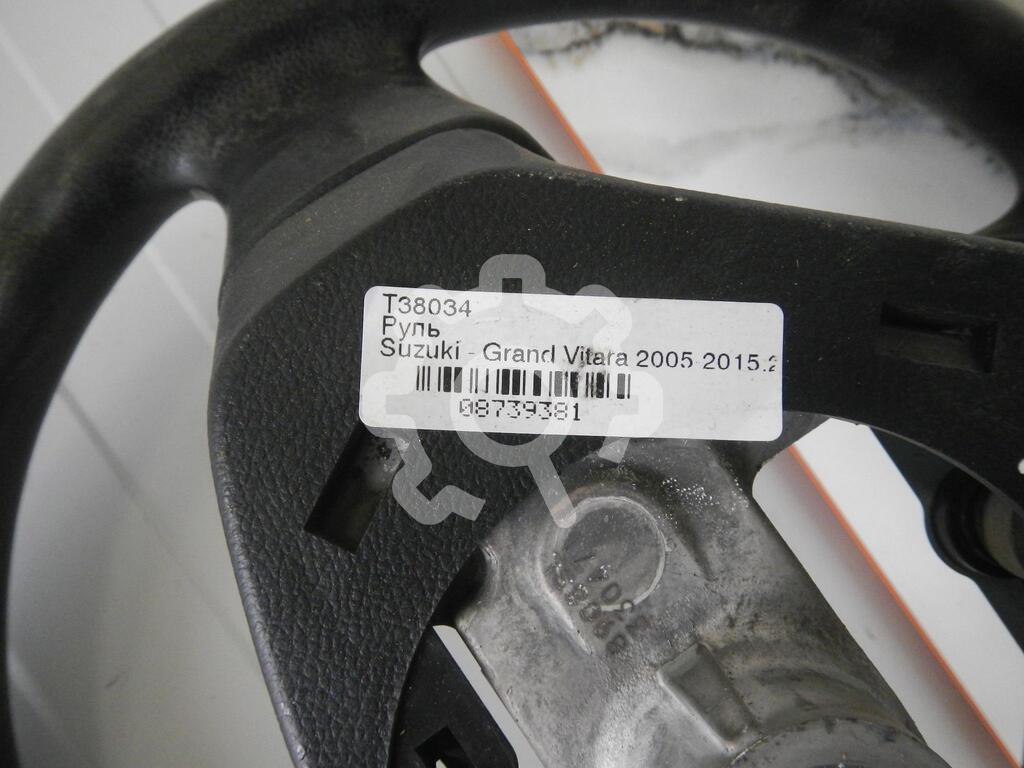 T38034
Руль
Suzuki - Grand Vitara 2005-2015.2
08739381